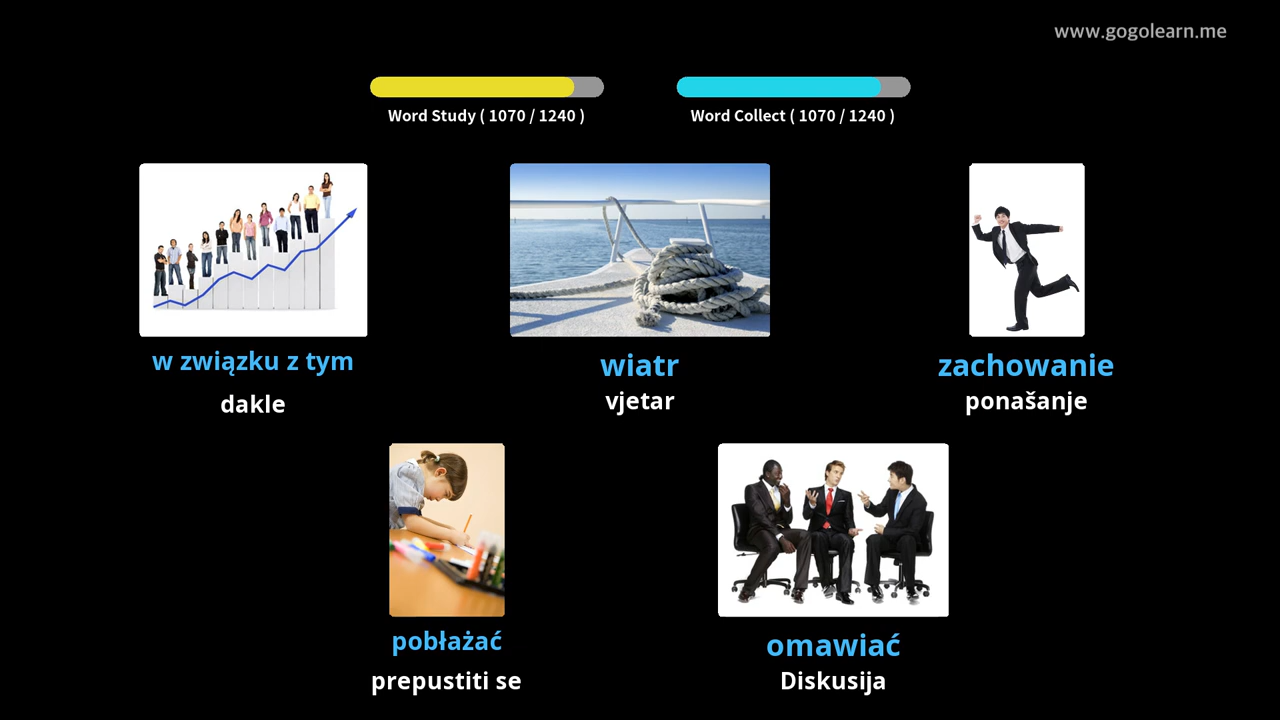 www.gogolearn.me
Word Study ( 1070 / 1240 )
Word Collect ( 1070 / 1240 )
w związku z tym
dakle
wiatr
vjetar
zachowanie
ponašanje
pobłażać
prepustiti se
omawiać
Diskusija